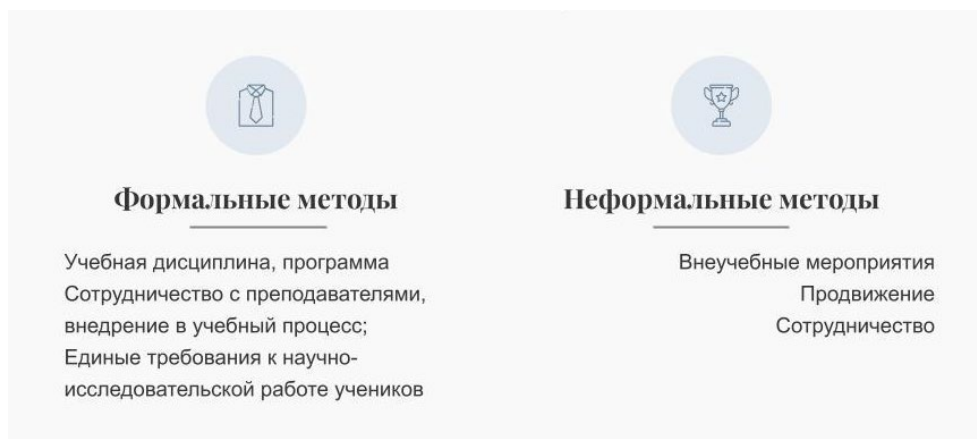 Формальные методы
Учебная дисциплина, программа
Сотрудничество с преподавателями,
внедрение в учебный процесс;
Единые требования к научно-
исследовательской работе учеников
Неформальные методы
Внеучебные мероприятия
Продвижение
Сотрудничество